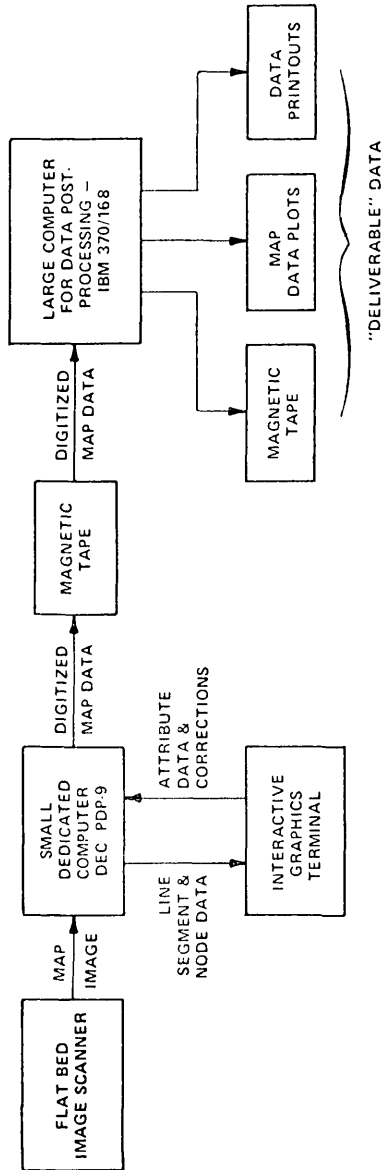 FLAT BED
IMAGE SCANNER
MAP
IMAGE
SMALL
DEDICATED
COMPUTER
DEC PDP-9
LINE
SEGMENT &
NODE DATA
ATTRIBUTE
DATA & CORRECTIONS
INTERACTIVE
GRAPHICS
TERMINAL
DIGITIZED
MAP DATA
MAGNETIC
TAPE
DIGITIZED
MAP DATA
LARGE COMPUTER
FOR DATA POST-
PROCESSING –
IBM 370/168
MAGNETIC
TAPE
MAP
DATA PLOTS
DATA
PRINTOUTS
"DELIVERABLE" DATA